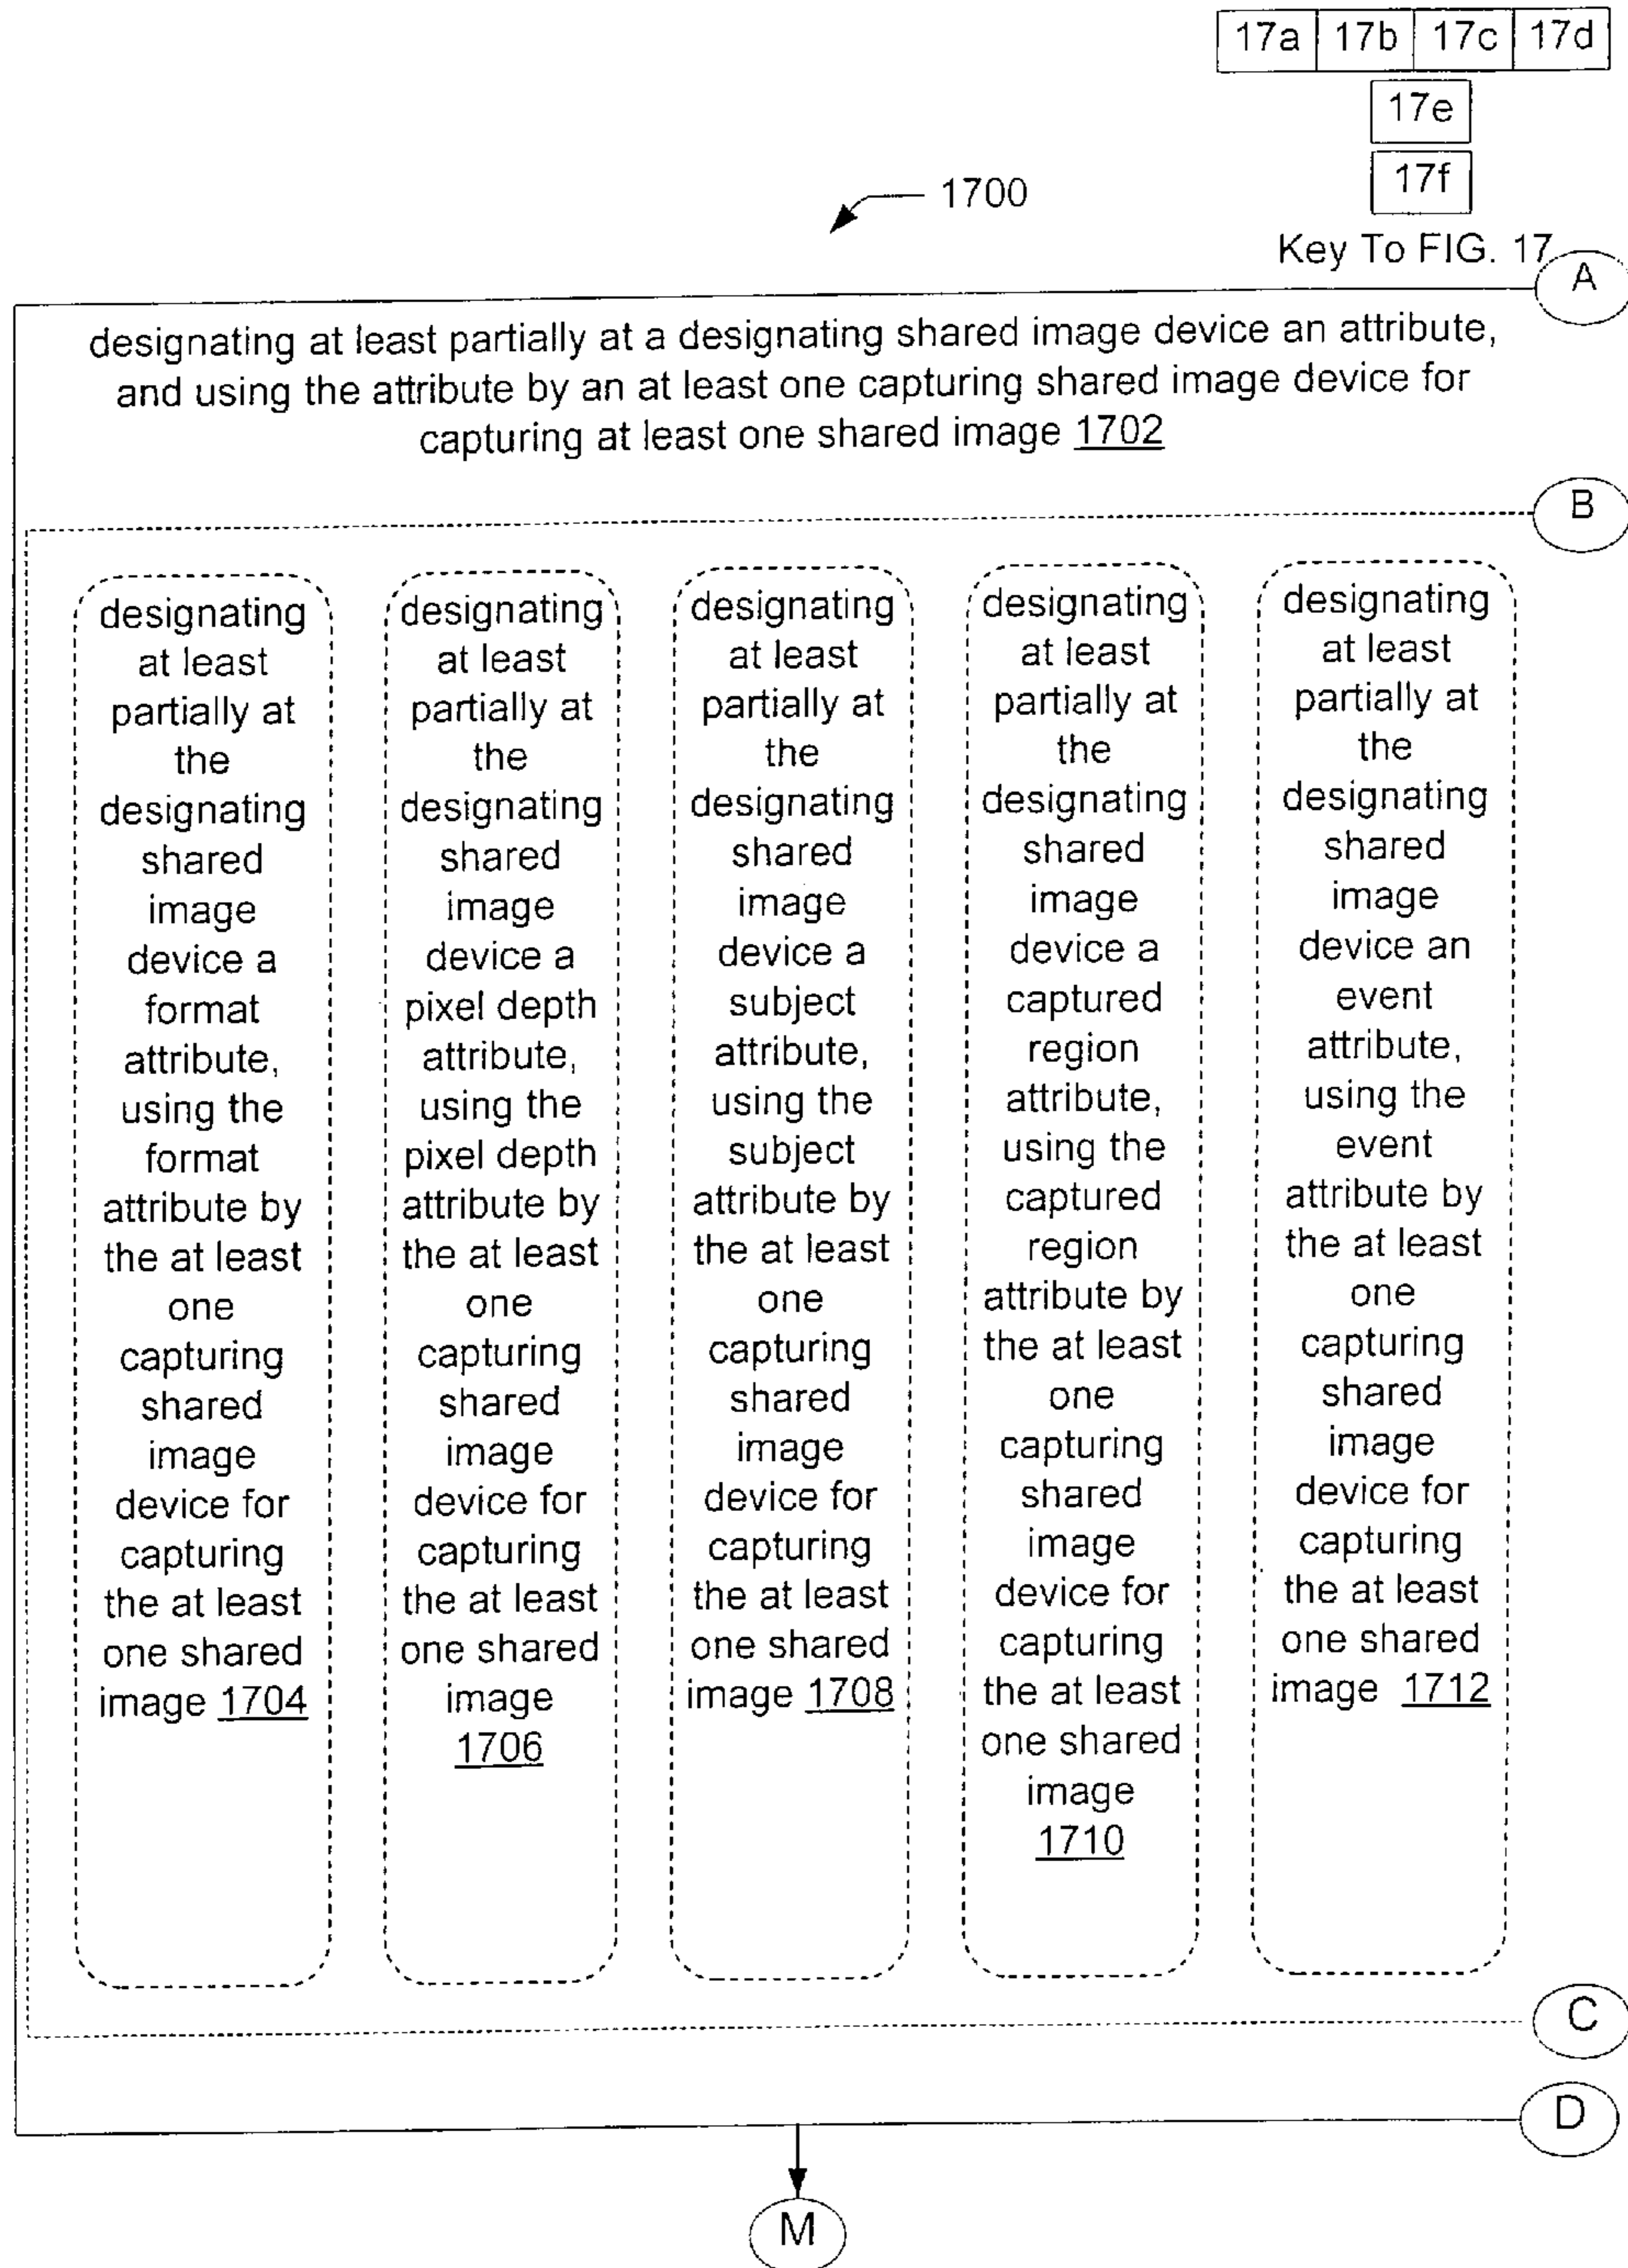 17a 17b 17c 17d
17e
17f
1700
Key To FIG. 17
A
designating at least partially at a designating shared image device an attribute,
and using the attribute by an at least one capturing shared image device for
capturing at least one shared image 1702
B
designating
at least
partially at
the
designating
shared
image
device a
format
attribute,
using the
format
attribute by
the at least
one
capturing
shared
image
device for
capturing
the at least
one shared
image 1704
designating
at least
partially at
the
designating
shared
image
device a
pixel depth
attribute,
using the
pixel depth
attribute by
the at least
one
capturing
shared
image
device for
capturing
the at least
one shared
image
1706
designating
at least
partially at
the
designating
shared
image
device a
subject
attribute,
using the
subject
attribute by
the at least
one
capturing
shared
image
device for
capturing
the at least
one shared
image 1708
designating
at least
partially at
the
designating
shared
image
device a
captured
region
attribute,
using the
captured
region
attribute by
the at least
one
capturing
shared
image
device for
capturing
the at least
one shared
image
1710
designating
at least
partially at
the
designating
shared
image
device an
event
attribute,
using the
event
attribute by
the at least
one
capturing
shared
image
device for
capturing
the at least
one shared
image 1712
C
D
M